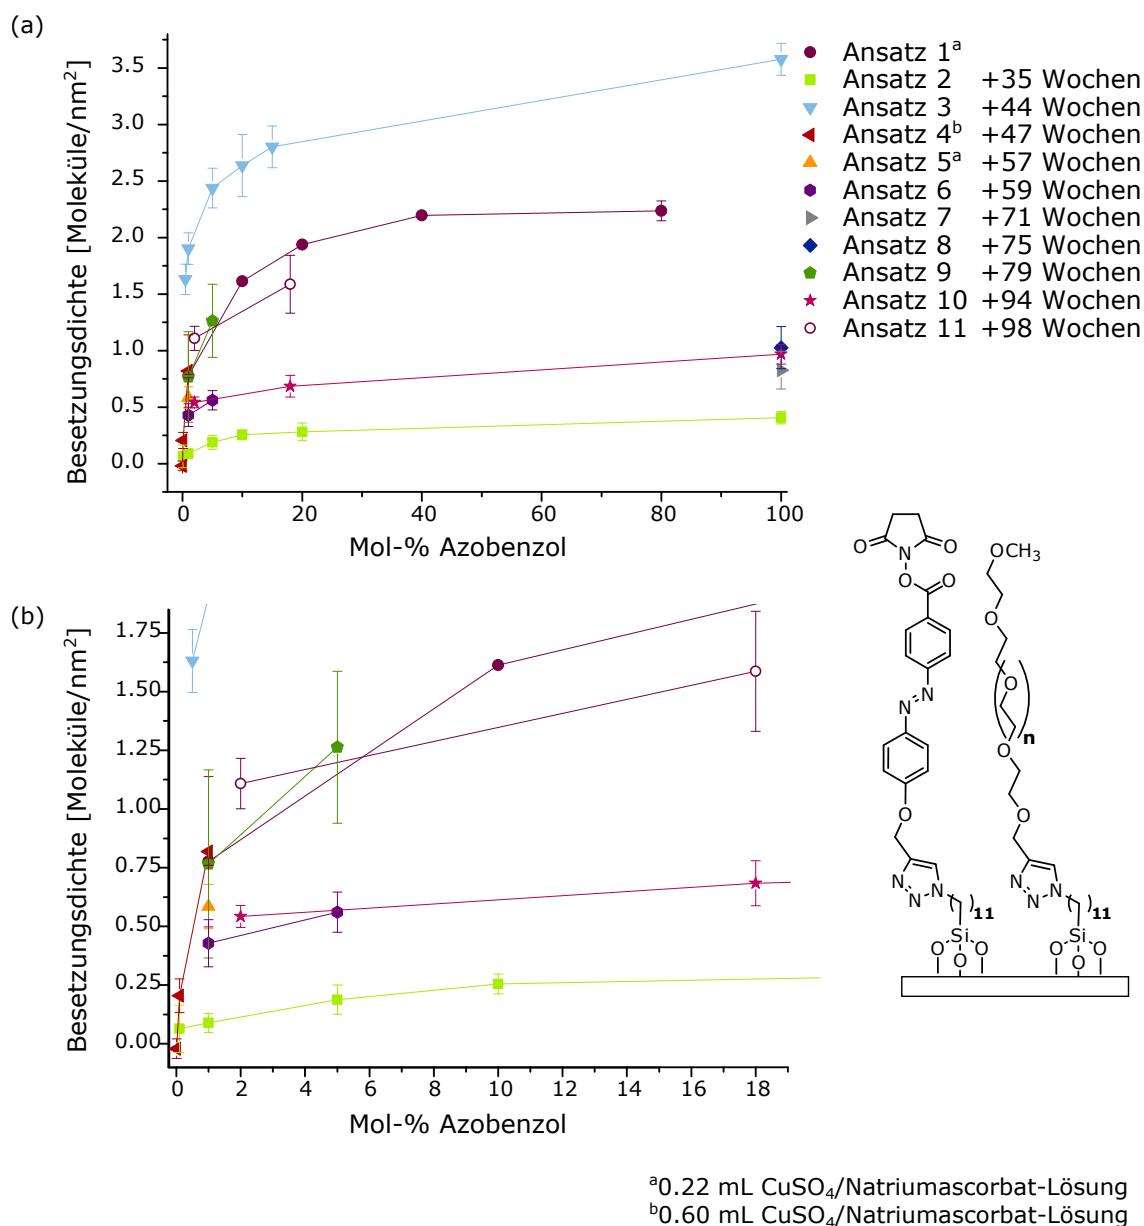 (a)
Besetzungsdichte [Moleküle/nm²]
3.5
3.0
2.5
2.0
1.5
1.0
0.5
0.0
0 20 40 60 80 100
Mol-% Azobenzol
Ansatz 1ᵃ
Ansatz 2 +35 Wochen
Ansatz 3 +44 Wochen
Ansatz 4ᵇ +47 Wochen
Ansatz 5ᵃ +57 Wochen
Ansatz 6 +59 Wochen
Ansatz 7 +71 Wochen
Ansatz 8 +75 Wochen
Ansatz 9 +79 Wochen
Ansatz 10 +94 Wochen
Ansatz 11 +98 Wochen
(b)
Besetzungsdichte [Moleküle/nm²]
1.75
1.50
1.25
1.00
0.75
0.50
0.25
0.00
0 2 4 6 8 10 12 14 16 18
Mol-% Azobenzol
O N O
O O
N N
O
N N N
11
Si
O O O
OCH₃
O
O
O
n
O
O
N N N
11
Si
O O O
ᵃ0.22 mL CuSO₄/Natriumascorbat-Lösung
ᵇ0.60 mL CuSO₄/Natriumascorbat-Lösung